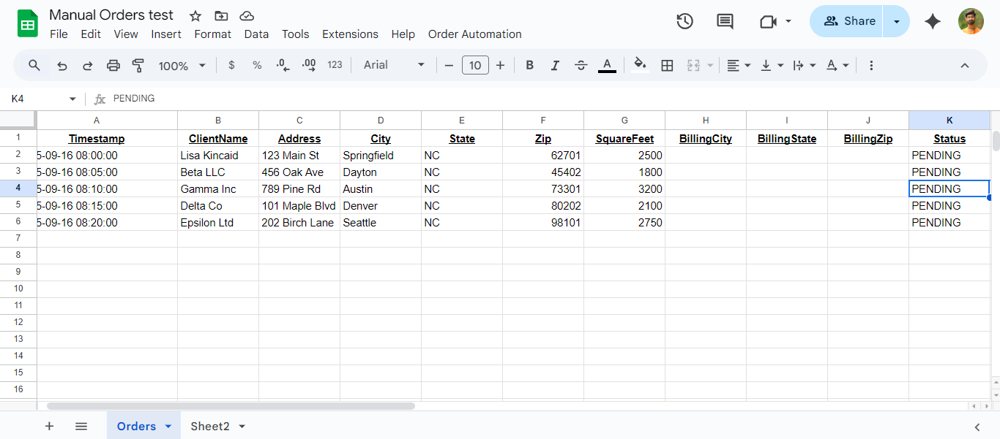 Manual Orders test
File Edit View Insert Format Data Tools Extensions Help Order Automation
Share
100% $ % .0 .00 123 Arial 10 B I S A A
K4 fx PENDING
A B C D E F G H I J K
1 Timestamp ClientName Address City State Zip SquareFeet BillingCity BillingState BillingZip Status
2 5-09-16 08:00:00 Lisa Kincaid 123 Main St Springfield NC 62701 2500 PENDING
3 5-09-16 08:05:00 Beta LLC 456 Oak Ave Dayton NC 45402 1800 PENDING
4 5-09-16 08:10:00 Gamma Inc 789 Pine Rd Austin NC 73301 3200 PENDING
5 5-09-16 08:15:00 Delta Co 101 Maple Blvd Denver NC 80202 2100 PENDING
6 5-09-16 08:20:00 Epsilon Ltd 202 Birch Lane Seattle NC 98101 2750 PENDING
7
8
9
10
11
12
13
14
15
16
Orders Sheet2